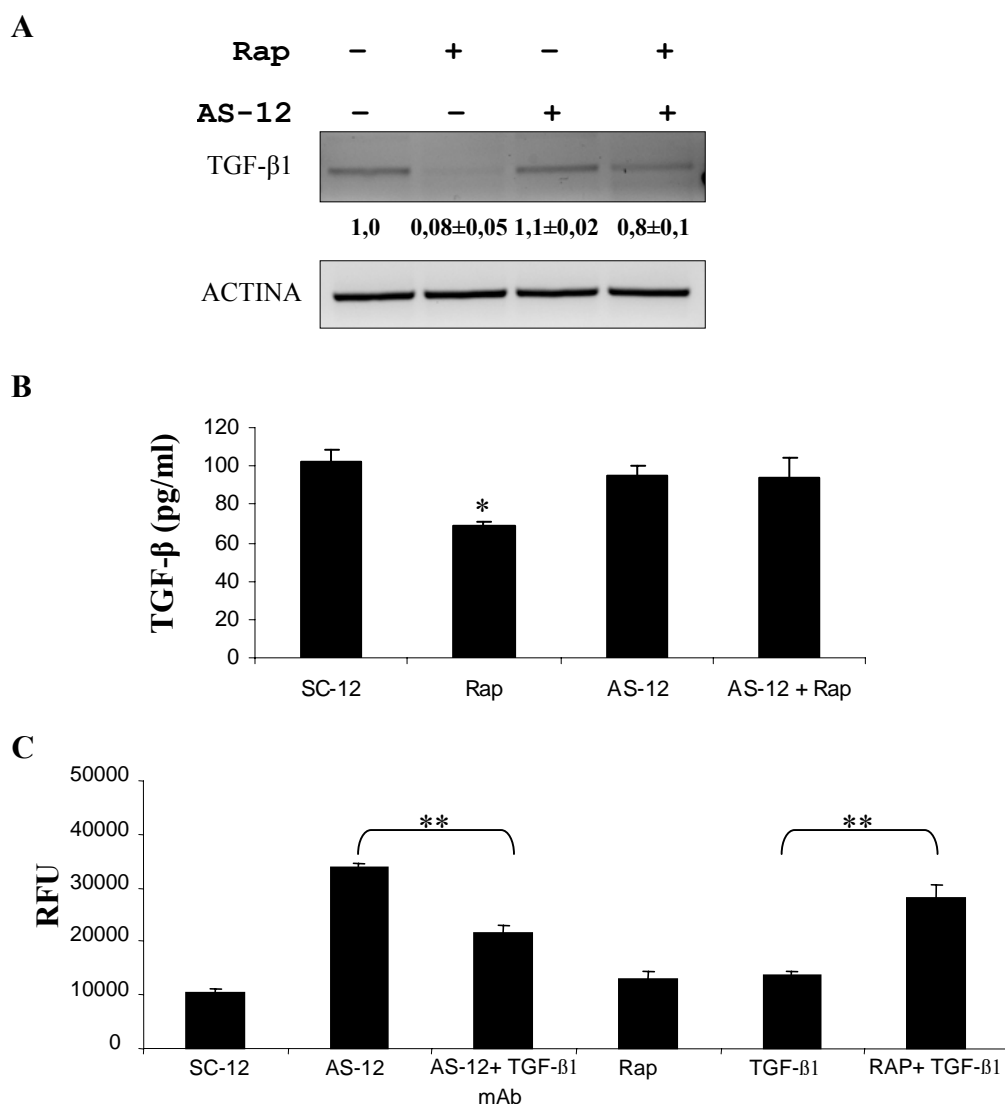 A
Rap – + – +
AS-12 – – + +
TGF-β1
1,0 0,08±0,05 1,1±0,02 0,8±0,1
ACTINA
B
TGF-β (pg/ml)
120
100
80
60
40
20
0
*
SC-12 Rap AS-12 AS-12 + Rap
C
RFU
50000
40000
30000
20000
10000
0
** **
SC-12 AS-12 AS-12+ TGF-ß1 Rap TGF-ß1 RAP+ TGF-ß1
mAb